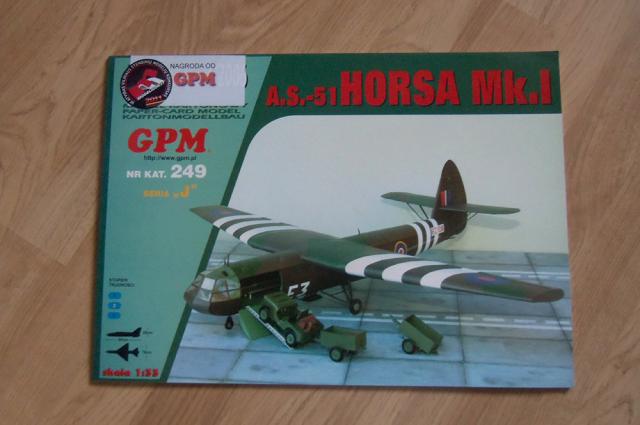 NAGRODA OD
GPM
A.S.-51 HORSA Mk.I
PAPER-CARD MODEL
KARTONMODELLBAU
GPM
http://www.gpm.pl
NR KAT. 249
SERIA „J"
STOPIEŃ
TRUDNOŚCI
skala 1:33